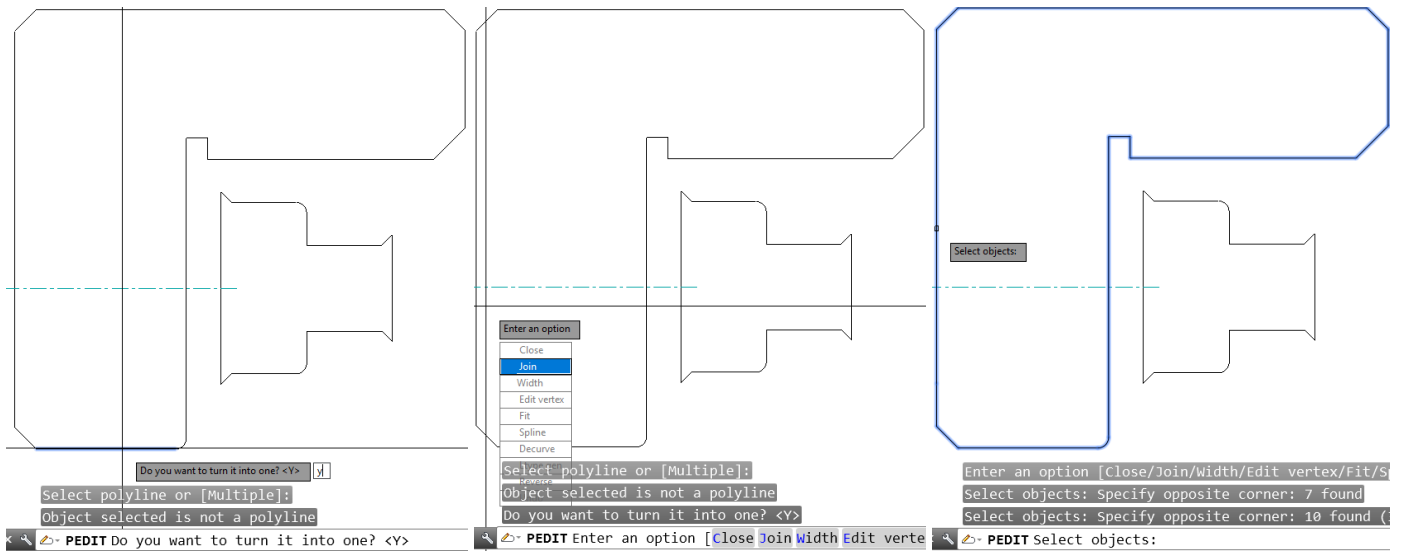 Do you want to turn it into one? <Y>
y
Select polyline or [Multiple]:
Object selected is not a polyline
PEDIT Do you want to turn it into one? <Y>
Enter an option
Close
Join
Width
Edit vertex
Fit
Spline
Decurve
Reverse
Select polyline or [Multiple]:
Object selected is not a polyline
Do you want to turn it into one? <Y>
PEDIT Enter an option [Close Join Width Edit verte
Select objects:
Enter an option [Close/Join/Width/Edit vertex/Fit/Sp
Select objects: Specify opposite corner: 7 found
Select objects: Specify opposite corner: 10 found (
PEDIT Select objects: